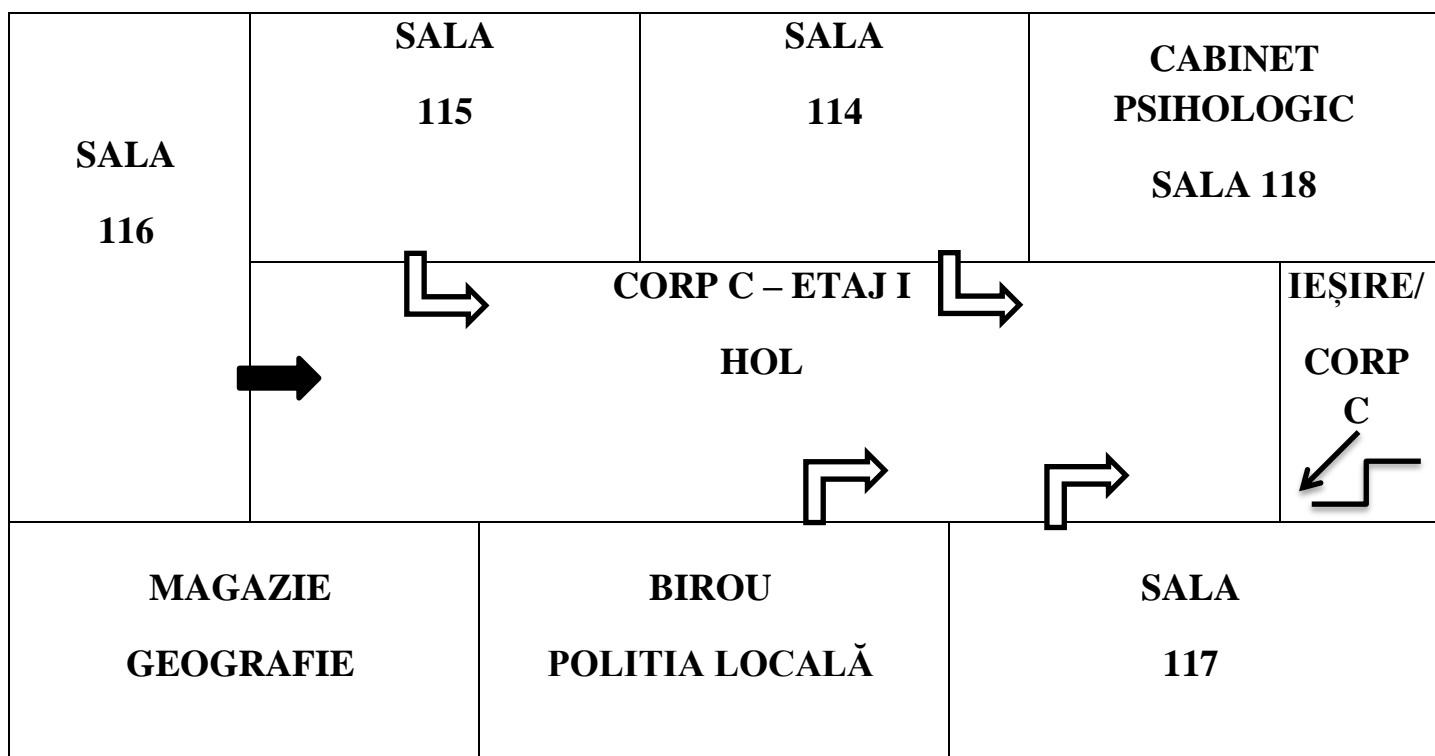 SALA
115
SALA
114
CABINET
PSIHOLOGIC
SALA 118
SALA
116
CORP C – ETAJ I
HOL
IEȘIRE/
CORP
C
MAGAZIE
GEOGRAFIE
BIROU
POLITIA LOCALĂ
SALA
117